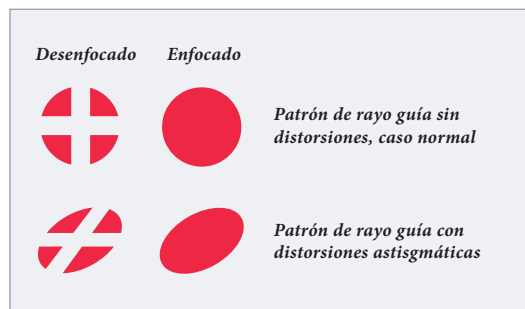 Desenfocado Enfocado
Patrón de rayo guía sin
distorsiones, caso normal
Patrón de rayo guía con
distorsiones astisgmáticas